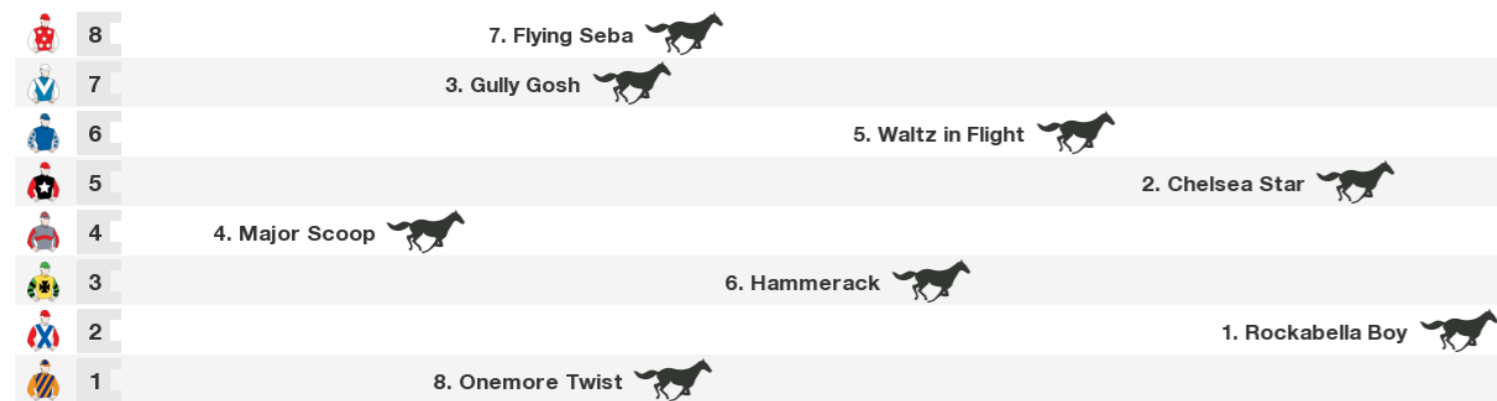 8 7. Flying Seba
7 3. Gully Gosh
6 5. Waltz in Flight
5 2. Chelsea Star
4 4. Major Scoop
3 6. Hammerack
2 1. Rockabella Boy
1 8. Onemore Twist